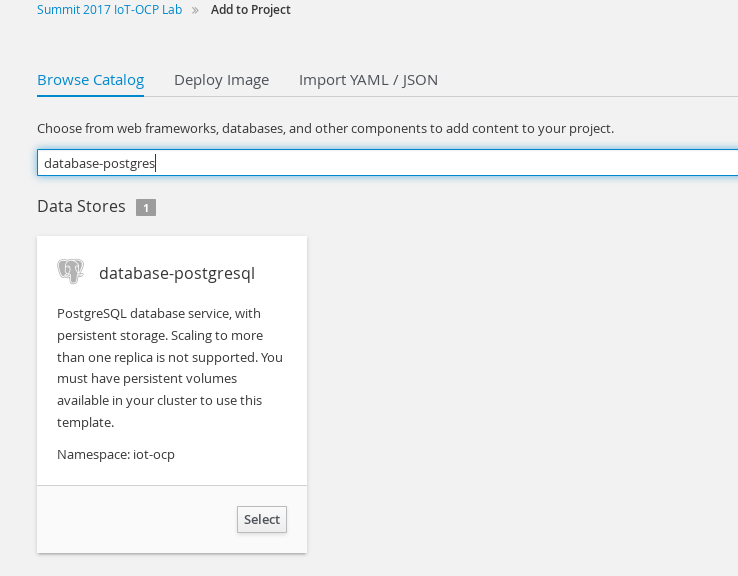 Summit 2017 IoT-OCP Lab » Add to Project
Browse Catalog Deploy Image Import YAML / JSON
Choose from web frameworks, databases, and other components to add content to your project.
database-postgres
Data Stores 1
database-postgresql
PostgreSQL database service, with
persistent storage. Scaling to more
than one replica is not supported. You
must have persistent volumes
available in your cluster to use this
template.
Namespace: iot-ocp
Select